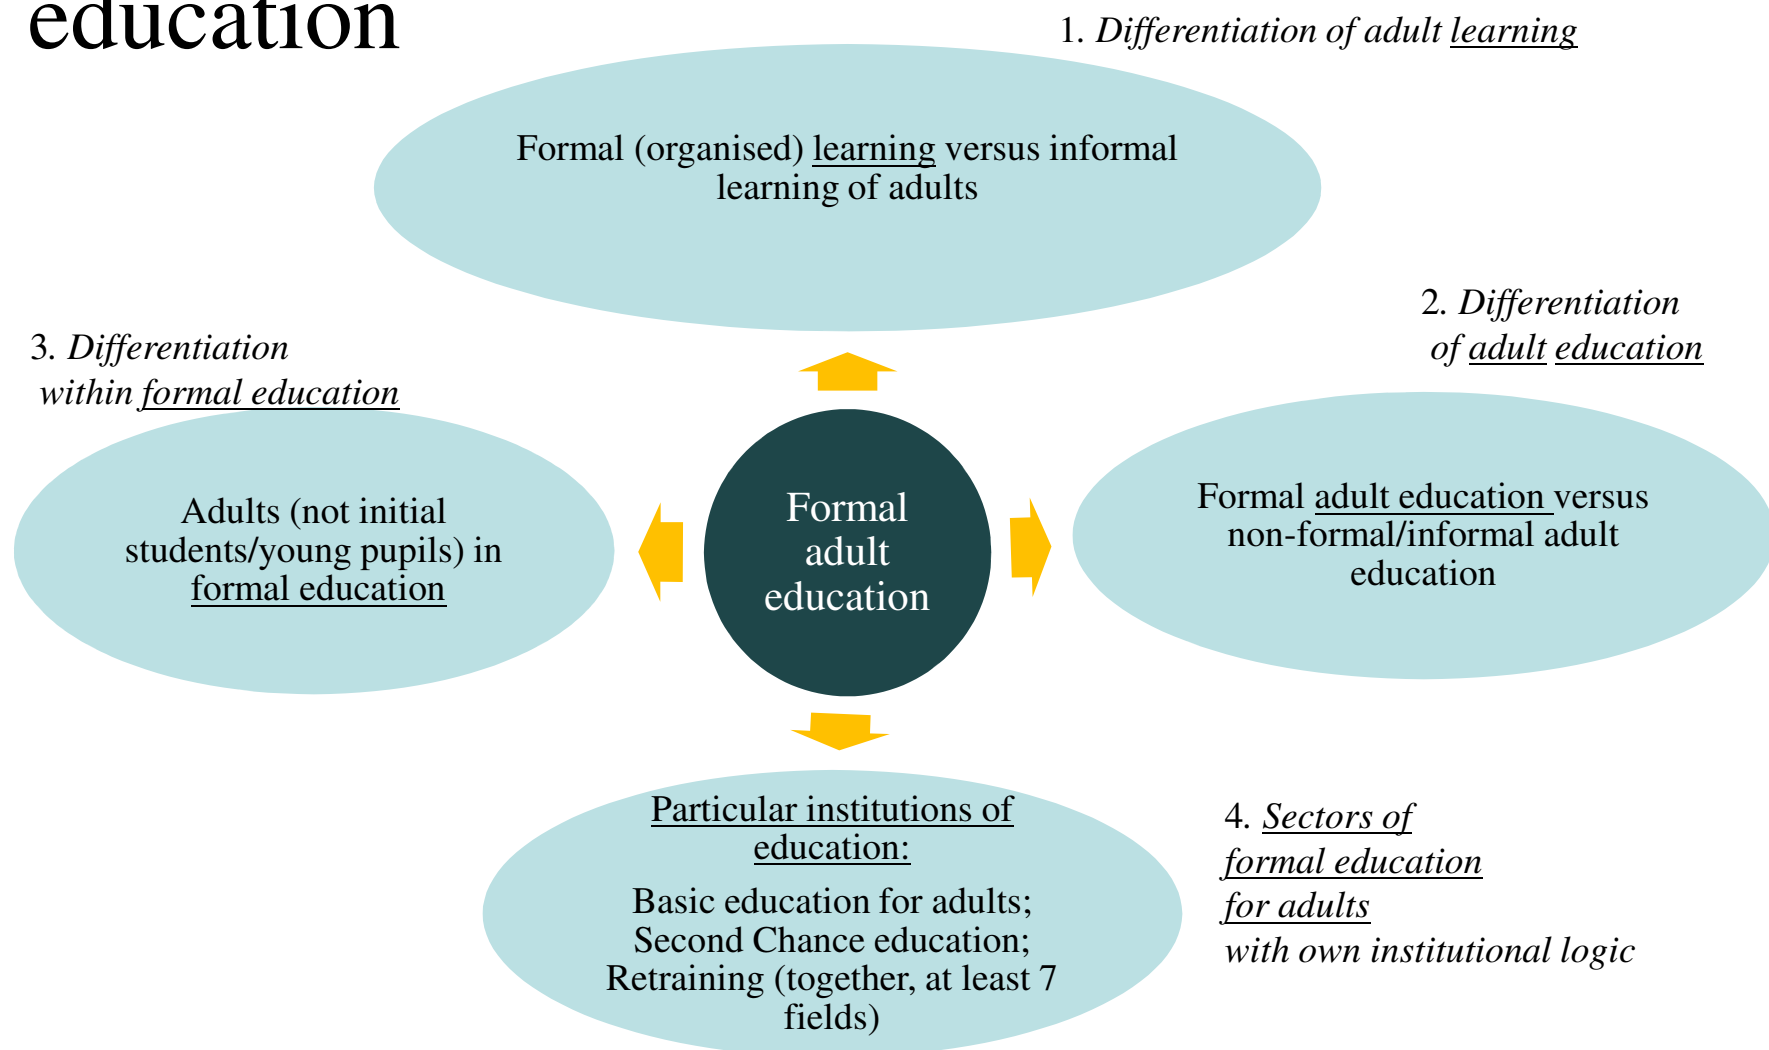 education
1. Differentiation of adult learning
Formal (organised) learning versus informal
learning of adults
2. Differentiation
of adult education
Formal adult education versus
non-formal/informal adult
education
3. Differentiation
within formal education
Adults (not initial
students/young pupils) in
formal education
Formal
adult
education
Particular institutions of
education:
Basic education for adults;
Second Chance education;
Retraining (together, at least 7
fields)
4. Sectors of
formal education
for adults
with own institutional logic